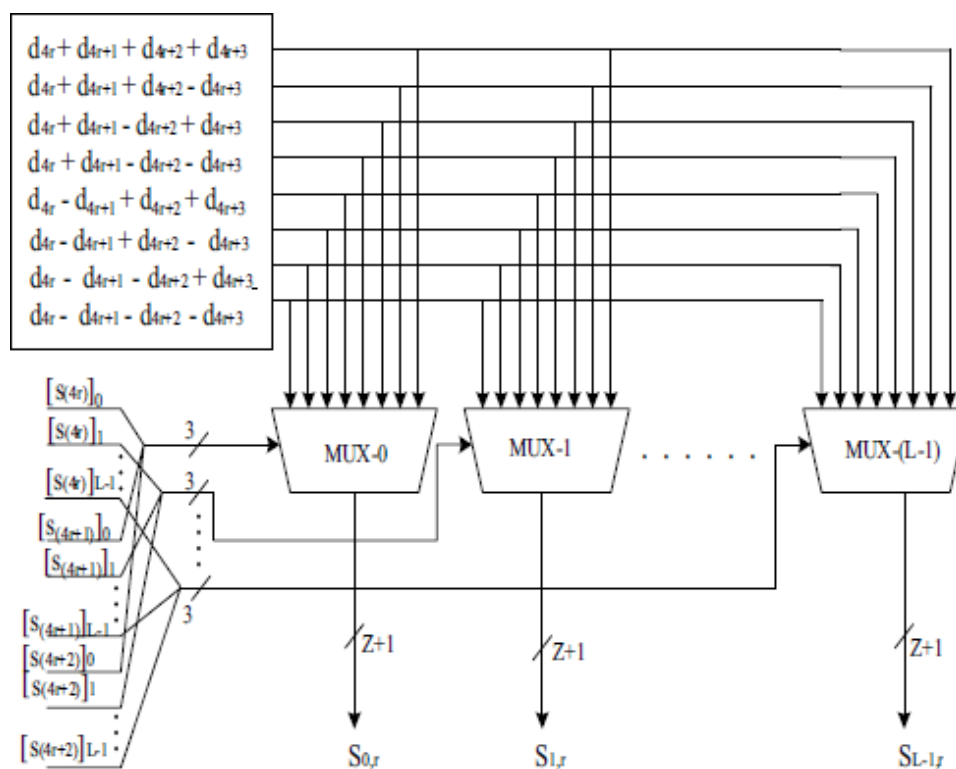 d4r + d4r+1 + d4r+2 + d4r+3
d4r + d4r+1 + d4r+2 - d4r+3
d4r + d4r+1 - d4r+2 + d4r+3
d4r + d4r+1 - d4r+2 - d4r+3
d4r - d4r+1 + d4r+2 + d4r+3
d4r - d4r+1 + d4r+2 - d4r+3
d4r - d4r+1 - d4r+2 + d4r+3
d4r - d4r+1 - d4r+2 - d4r+3
[S(4r)]0
[S(4r)]1
[S(4r)]L-1
[S(4r+1)]0
[S(4r+1)]1
[S(4r+1)]L-1
[S(4r+2)]0
[S(4r+2)]1
[S(4r+2)]L-1
3
3
3
MUX-0
MUX-1
. . . . . .
MUX-(L-1)
Z+1
Z+1
Z+1
S0,r
S1,r
SL-1,r